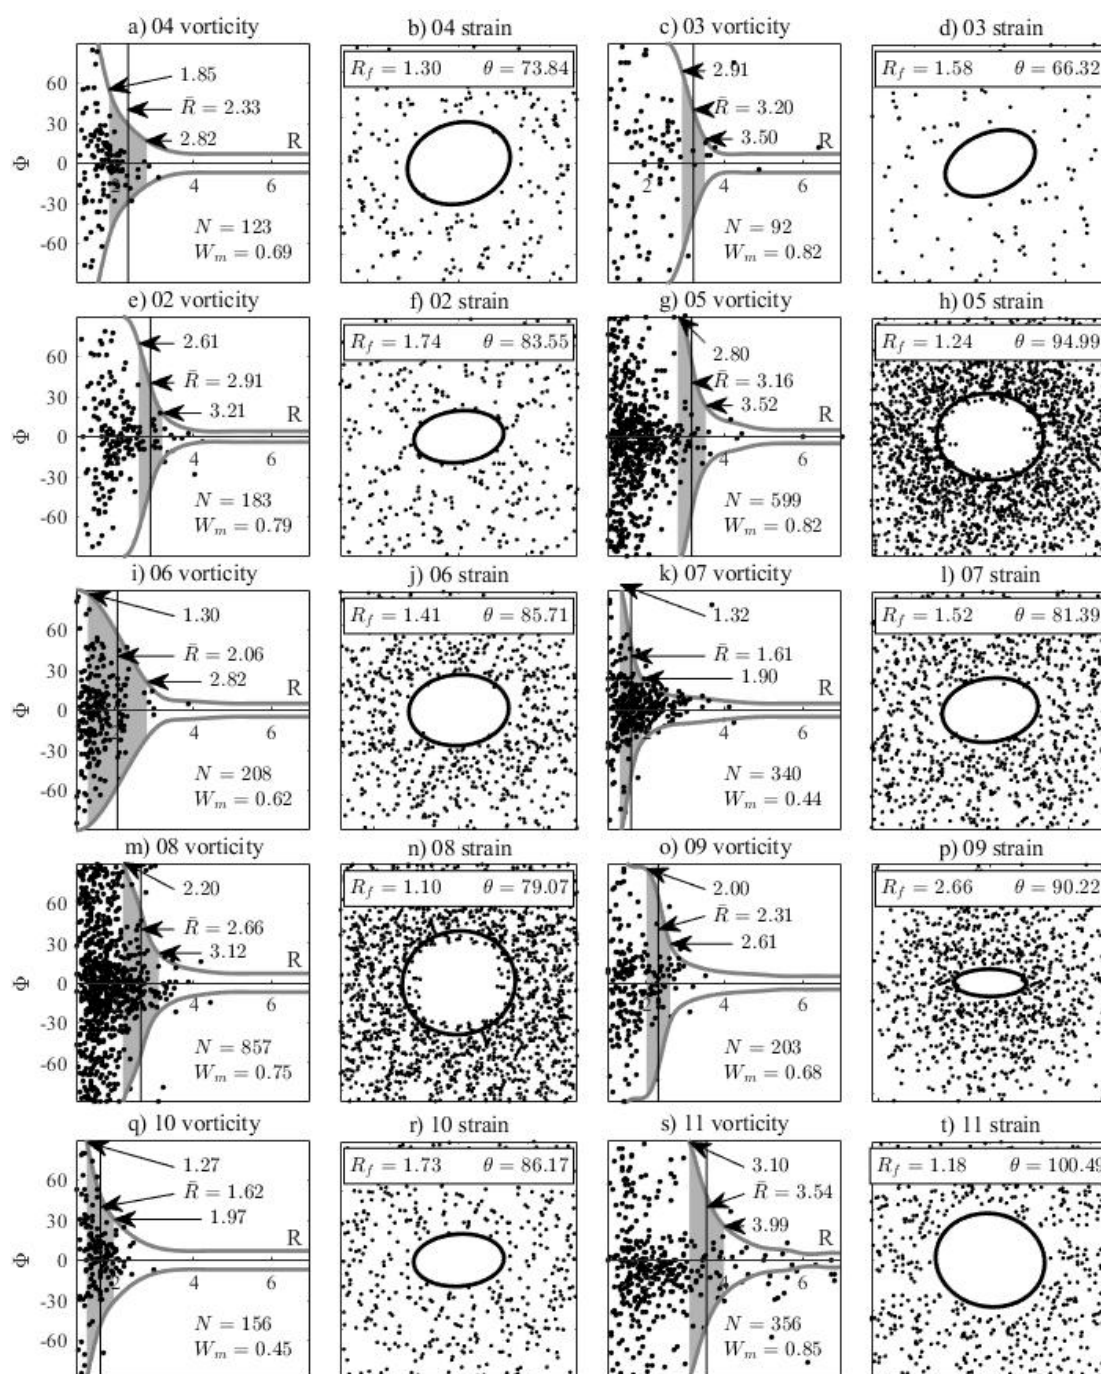 a) 04 vorticity
60
30
0
-30
-60
Φ
1.85
R̄ = 2.33
2.82
R
2
4
6
N = 123
W_m = 0.69
b) 04 strain
R_f = 1.30 θ = 73.84
c) 03 vorticity
2.91
R̄ = 3.20
3.50
R
2
4
6
N = 92
W_m = 0.82
d) 03 strain
R_f = 1.58 θ = 66.32
e) 02 vorticity
60
30
0
-30
-60
Φ
2.61
R̄ = 2.91
3.21
R
4
6
N = 183
W_m = 0.79
f) 02 strain
R_f = 1.74 θ = 83.55
g) 05 vorticity
2.80
R̄ = 3.16
3.52
R
4
6
N = 599
W_m = 0.82
h) 05 strain
R_f = 1.24 θ = 94.99
i) 06 vorticity
60
30
0
-30
-60
Φ
1.30
R̄ = 2.06
2.82
R
4
6
N = 208
W_m = 0.62
j) 06 strain
R_f = 1.41 θ = 85.71
k) 07 vorticity
1.32
R̄ = 1.61
1.90
R
4
6
N = 340
W_m = 0.44
l) 07 strain
R_f = 1.52 θ = 81.39
m) 08 vorticity
60
30
0
-30
-60
Φ
2.20
R̄ = 2.66
3.12
R
4
6
N = 857
W_m = 0.75
n) 08 strain
R_f = 1.10 θ = 79.07
o) 09 vorticity
2.00
R̄ = 2.31
2.61
R
4
6
N = 203
W_m = 0.68
p) 09 strain
R_f = 2.66 θ = 90.22
q) 10 vorticity
60
30
0
-30
-60
Φ
1.27
R̄ = 1.62
1.97
R
2
4
6
N = 156
W_m = 0.45
r) 10 strain
R_f = 1.73 θ = 86.17
s) 11 vorticity
3.10
R̄ = 3.54
3.99
R
4
6
N = 356
W_m = 0.85
t) 11 strain
R_f = 1.18 θ = 100.49